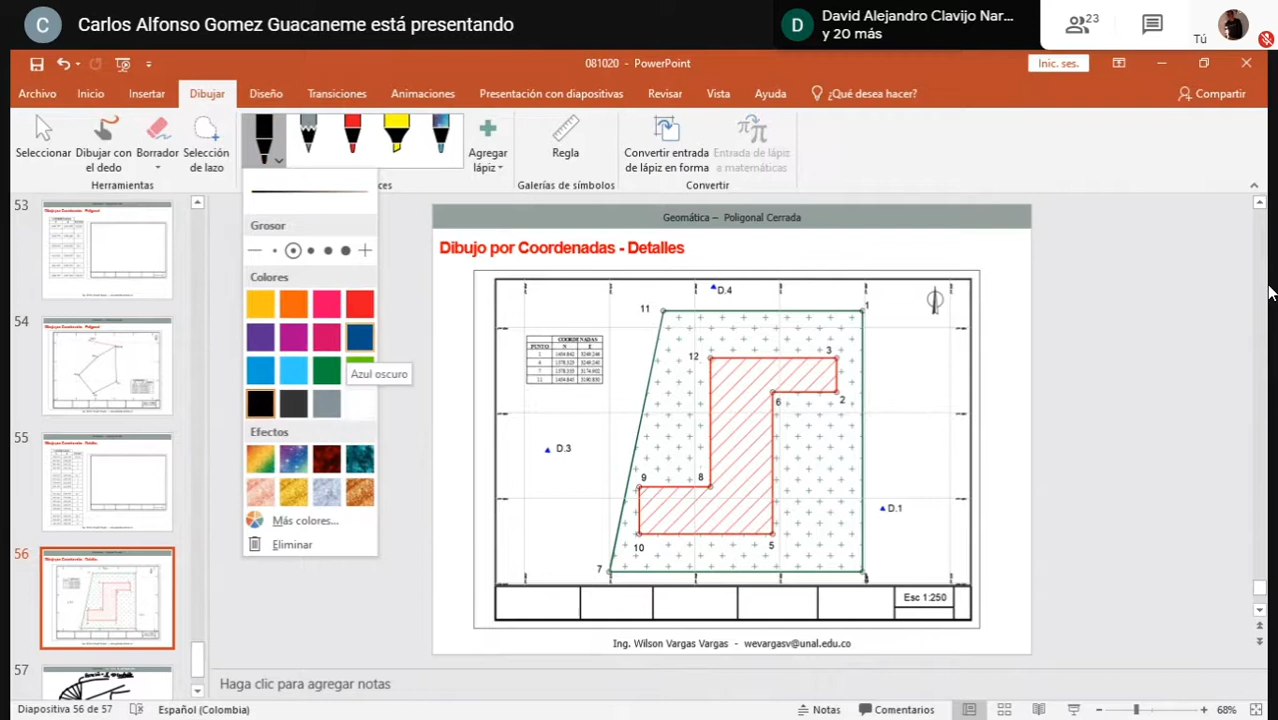 C Carlos Alfonso Gomez Guacaneme está presentando
D David Alejandro Clavijo Nar...
y 20 más
23
Tú
081020 - PowerPoint
Inic. ses.
Archivo Inicio Insertar Dibujar Diseño Transiciones Animaciones Presentación con diapositivas Revisar Vista Ayuda ¿Qué desea hacer? Compartir
Seleccionar Dibujar con el dedo Borrador Selección de lazo
Agregar lápiz
Regla
Convertir entrada de lápiz en forma
Entrada de lápiz a matemáticas
Herramientas
ces
Galerías de símbolos
Convertir
Grosor
Colores
Azul oscuro
Efectos
Más colores...
Eliminar
53
54
55
56
57
Geomática – Poligonal Cerrada
Dibujo por Coordenadas - Detalles
D.4
11
1
COORDENADAS
PUNTO N E
12
3
2
6
D.3
9
8
D.1
10
5
7
Esc 1:250
Ing. Wilson Vargas Vargas - wevargasv@unal.edu.co
Haga clic para agregar notas
Diapositiva 56 de 57 Español (Colombia) Notas Comentarios 68%